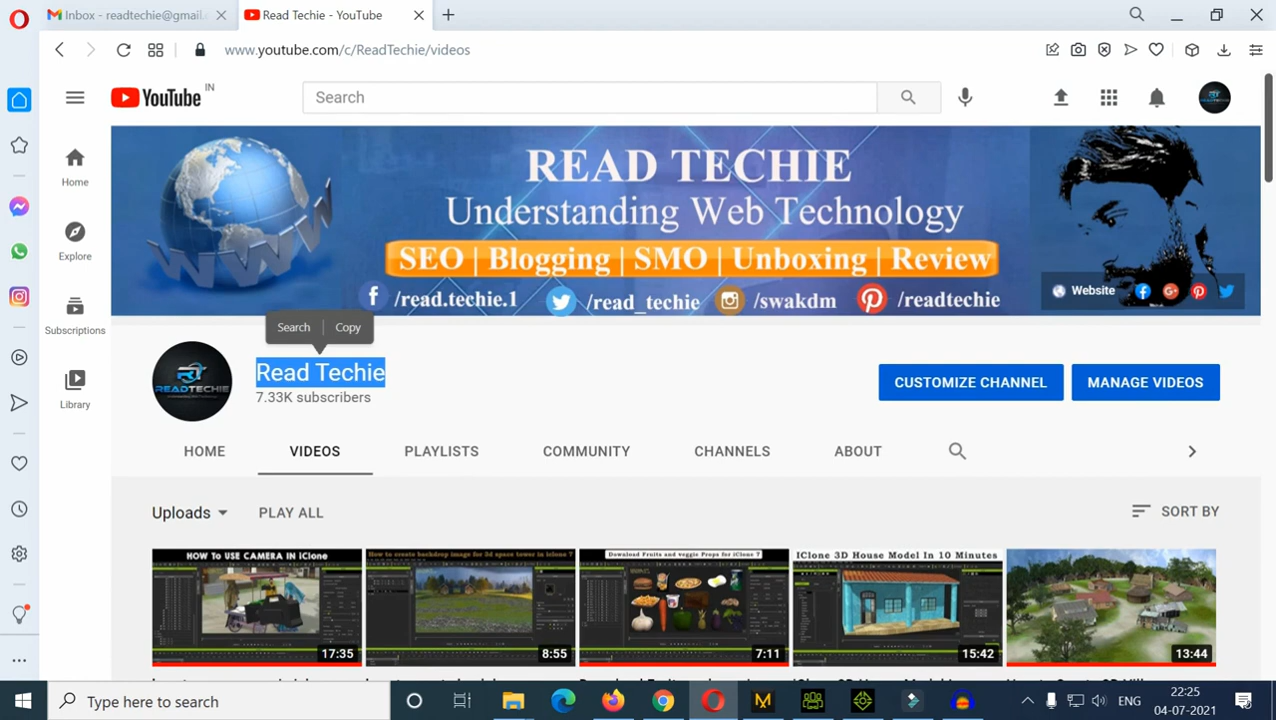 Inbox - readtechie@gmail.
Read Techie - YouTube
www.youtube.com/c/ReadTechie/videos
YouTube IN
Search
READ TECHIE
Understanding Web Technology
SEO | Blogging | SMO | Unboxing | Review
/read.techie.1 /read_techie /swakdm /readtechie
Website
Home
Explore
Subscriptions
Library
Search Copy
READTECHIE
Read Techie
7.33K subscribers
CUSTOMIZE CHANNEL MANAGE VIDEOS
HOME VIDEOS PLAYLISTS COMMUNITY CHANNELS ABOUT
Uploads PLAY ALL SORT BY
HOW To USE CAMERA IN iClone
17:35
How to create backdrop image for 2d space tower in iclone 7
8:55
Download Fruits and veggie Props for iClone 7
7:11
IClone 3D House Model In 10 Minutes
15:42
13:44
Type here to search
ENG
22:25
04-07-2021